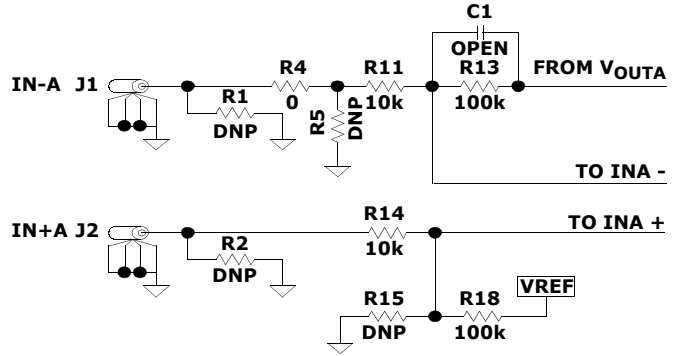 C1
OPEN
IN-A J1
R4
0
R11
10k
R13
100k
FROM VOUTA
R1
DNP
R5
DNP
TO INA -
IN+A J2
R14
10k
TO INA +
R2
DNP
R15
DNP
R18
100k
VREF